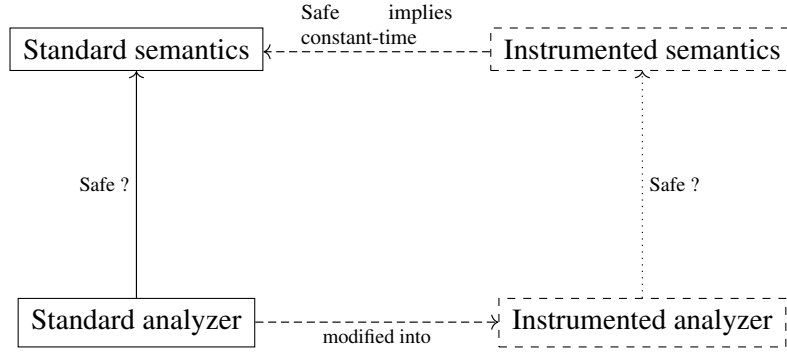 Safe implies
constant-time
Standard semantics
Instrumented semantics
Safe ?
Safe ?
Standard analyzer
Instrumented analyzer
modified into